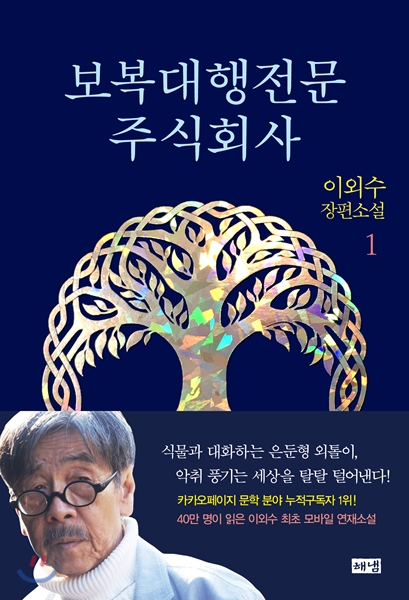 보복대행전문
주식회사
이외수
장편소설
1
식물과 대화하는 은둔형 외톨이,
악취 풍기는 세상을 탈탈 털어낸다!
카카오페이지 문학 분야 누적구독자 1위!
40만 명이 읽은 이외수 최초 모바일 연재소설
해냄